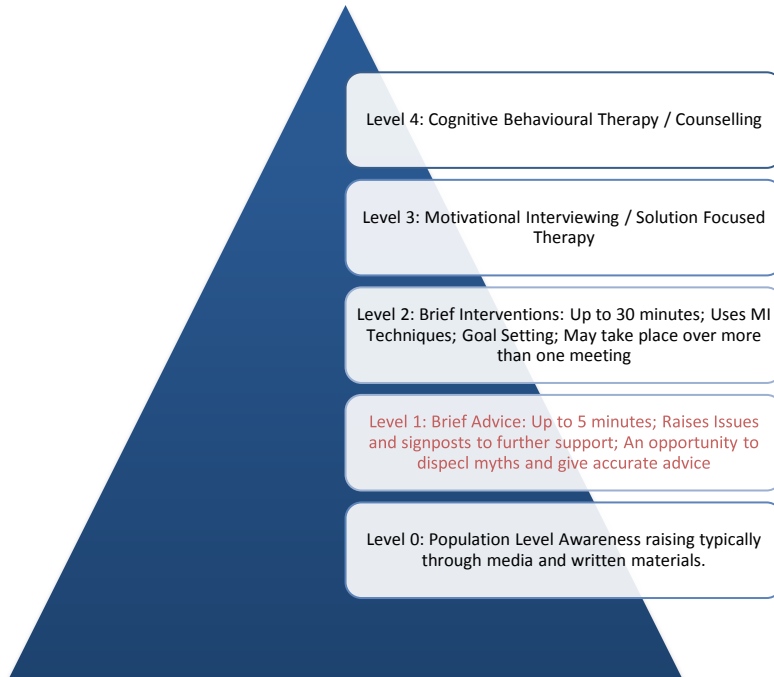 Level 4: Cognitive Behavioural Therapy / Counselling
Level 3: Motivational Interviewing / Solution Focused
Therapy
Level 2: Brief Interventions: Up to 30 minutes; Uses MI
Techniques; Goal Setting; May take place over more
than one meeting
Level 1: Brief Advice: Up to 5 minutes; Raises Issues
and signposts to further support; An opportunity to
dispecl myths and give accurate advice
Level 0: Population Level Awareness raising typically
through media and written materials.